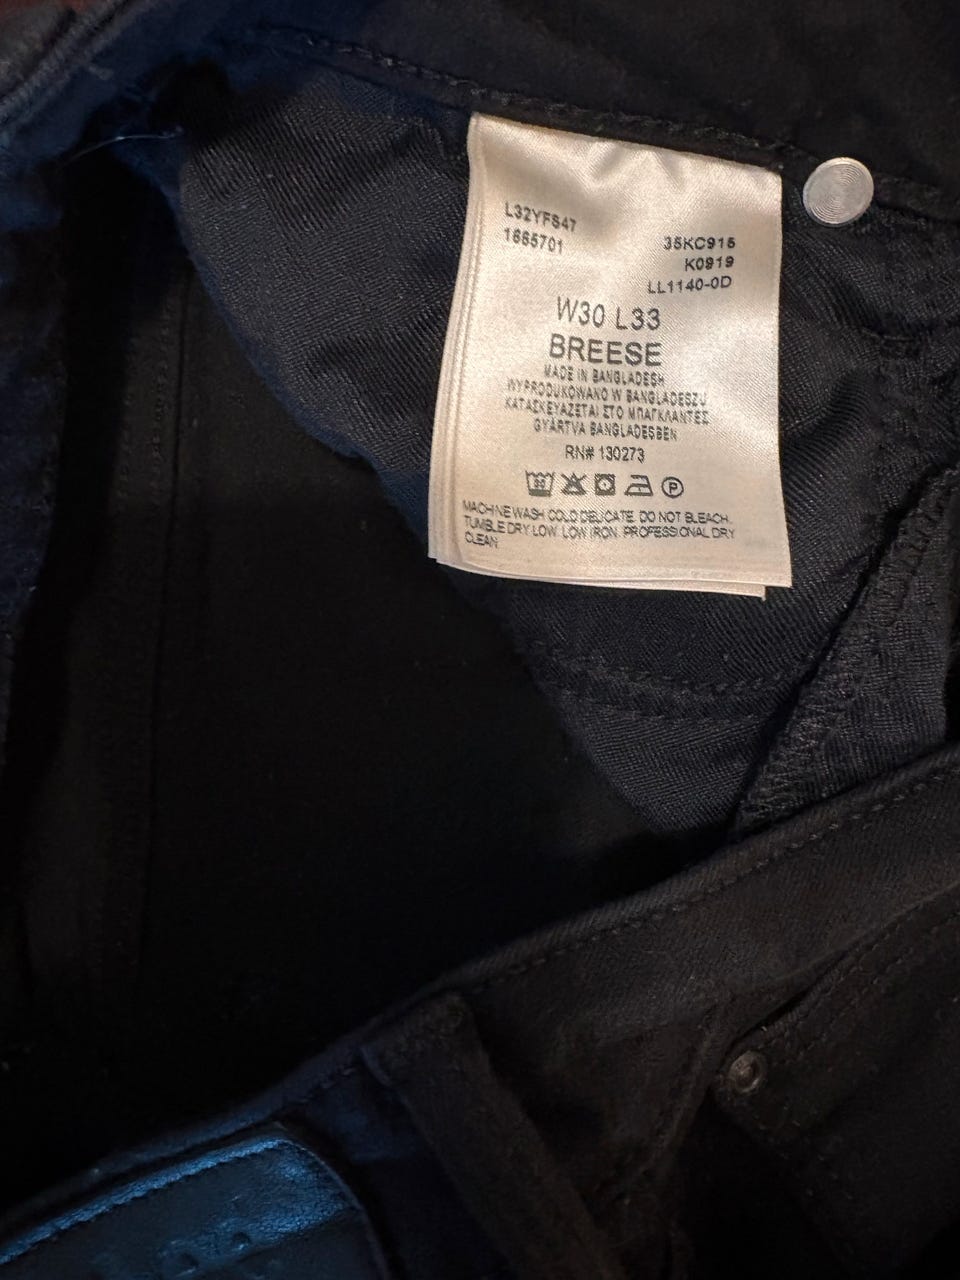 L32YFS47
1665701
35KC915
K0919
LL1140-0D
W30 L33
BREESE
MADE IN BANGLADESH
WYPRODUKOWANO W BANGLADESZU
ΚΑΤΑΣΚΕΥΑΖΕΤΑΙ ΣΤΟ ΜΠΑΓΚΛΑΝΤΕΣ
GYÁRTVA BANGLADESBEN
RN# 130273
30
P
MACHINE WASH COLD DELICATE. DO NOT BLEACH.
TUMBLE DRY LOW. LOW IRON. PROFESSIONAL DRY
CLEAN